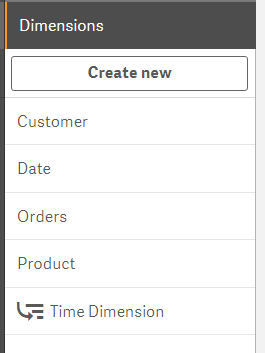 Dimensions
Create new
Customer
Date
Orders
Product
Time Dimension